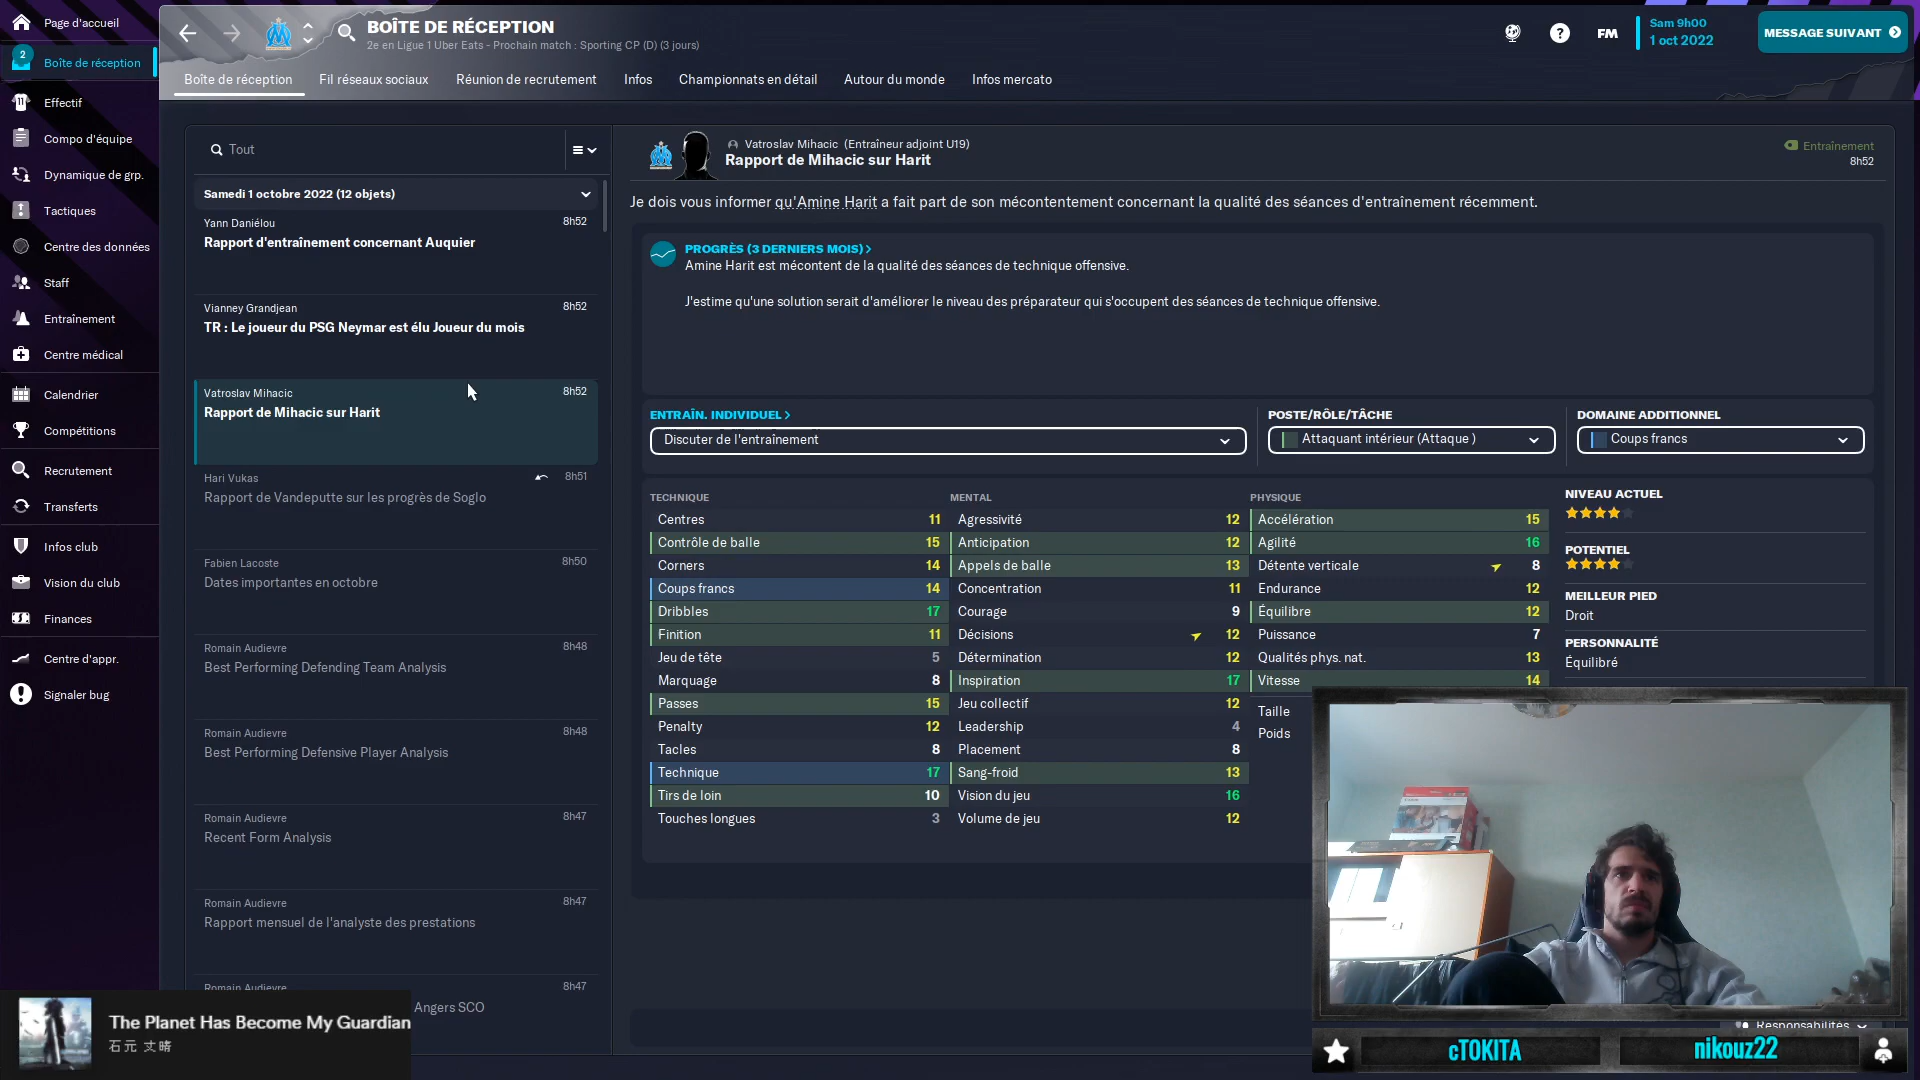 Page d'accueil
2
Boîte de réception
Effectif
Compo d'équipe
Dynamique de grp.
Tactiques
Centre des données
Staff
Entraînement
Centre médical
Calendrier
Compétitions
Recrutement
Transferts
Infos club
Vision du club
Finances
Centre d'appr.
Signaler bug
BOÎTE DE RÉCEPTION
2e en Ligue 1 Uber Eats - Prochain match : Sporting CP (D) (3 jours)
FM
Sam 9h00
1 oct 2022
MESSAGE SUIVANT
Boîte de réception
Fil réseaux sociaux
Réunion de recrutement
Infos
Championnats en détail
Autour du monde
Infos mercato
Tout
Samedi 1 octobre 2022 (12 objets)
Yann Daniélou 8h52
Rapport d'entraînement concernant Auquier
Vianney Grandjean 8h52
TR : Le joueur du PSG Neymar est élu Joueur du mois
Vatroslav Mihacic 8h52
Rapport de Mihacic sur Harit
Hari Vukas 8h51
Rapport de Vandeputte sur les progrès de Soglo
Fabien Lacoste 8h50
Dates importantes en octobre
Romain Audievre 8h48
Best Performing Defending Team Analysis
Romain Audievre 8h48
Best Performing Defensive Player Analysis
Romain Audievre 8h47
Recent Form Analysis
Romain Audievre 8h47
Rapport mensuel de l'analyste des prestations
Romain Audievre 8h47
Angers SCO
Vatroslav Mihacic (Entraîneur adjoint U19)
Rapport de Mihacic sur Harit
Entraînement
8h52
Je dois vous informer qu'Amine Harit a fait part de son mécontentement concernant la qualité des séances d'entraînement récemment.
PROGRÈS (3 DERNIERS MOIS) >
Amine Harit est mécontent de la qualité des séances de technique offensive.
J'estime qu'une solution serait d'améliorer le niveau des préparateur qui s'occupent des séances de technique offensive.
ENTRAÎN. INDIVIDUEL >
Discuter de l'entraînement
POSTE/RÔLE/TÂCHE
Attaquant intérieur (Attaque )
DOMAINE ADDITIONNEL
Coups francs
TECHNIQUE
Centres 11
Contrôle de balle 15
Corners 14
Coups francs 14
Dribbles 17
Finition 11
Jeu de tête 5
Marquage 8
Passes 15
Penalty 12
Tacles 8
Technique 17
Tirs de loin 10
Touches longues 3
MENTAL
Agressivité 12
Anticipation 12
Appels de balle 13
Concentration 11
Courage 9
Décisions 12
Détermination 12
Inspiration 17
Jeu collectif 12
Leadership 4
Placement 8
Sang-froid 13
Vision du jeu 16
Volume de jeu 12
PHYSIQUE
Accélération 15
Agilité 16
Détente verticale 8
Endurance 12
Équilibre 12
Puissance 7
Qualités phys. nat. 13
Vitesse 14
Taille
Poids
NIVEAU ACTUEL
POTENTIEL
MEILLEUR PIED
Droit
PERSONNALITÉ
Équilibré
Responsabilités
The Planet Has Become My Guardian
cTOKITA
nikouz22